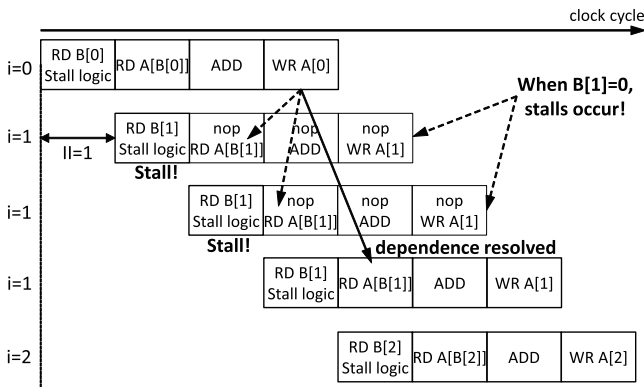 clock cycle
i=0
RD B[0]
Stall logic
RD A[B[0]]
ADD
WR A[0]
When B[1]=0,
stalls occur!
i=1
II=1
RD B[1]
Stall logic
nop
RD A[B[1]]
nop
ADD
nop
WR A[1]
Stall!
i=1
RD B[1]
Stall logic
nop
RD A[B[1]]
nop
ADD
nop
WR A[1]
Stall!
dependence resolved
i=1
RD B[1]
Stall logic
RD A[B[1]]
ADD
WR A[1]
i=2
RD B[2]
Stall logic
RD A[B[2]]
ADD
WR A[2]